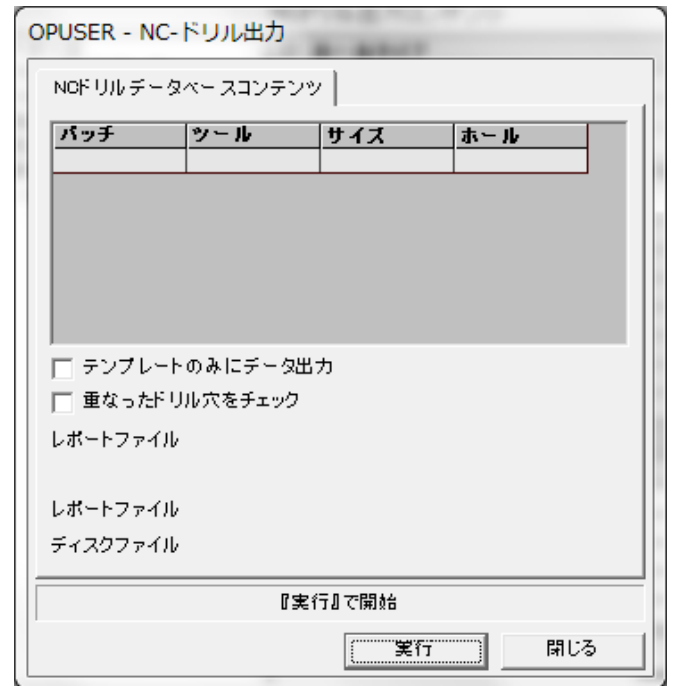 OPUSER - NC-ドリル出力
NCドリルデータベースコンテンツ
パッチ ツール サイズ ホール
テンプレートのみにデータ出力
重なったドリル穴をチェック
レポートファイル
レポートファイル
ディスクファイル
『実行』で開始
実行 閉じる